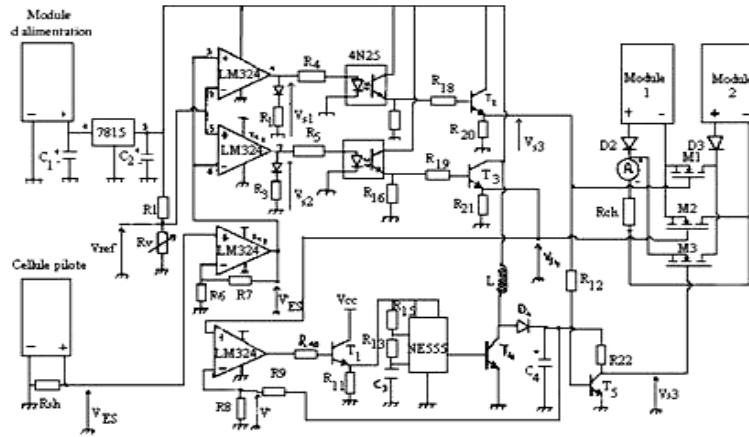 Module
d alimentation
7815
C1
C2
R1
Rv
Vref
Cellule pilote
Rsh
VES
LM324
R4
R1
Vs1
4N25
R18
T2
R20
Vs3
LM324
R5
R3
Vs2
R16
R19
T3
R21
LM324
R6
R7
VES
LM324
R8
R9
Vcc
T1
R11
R15
R13
C3
NE555
L
D4
C4
R12
R22
T5
Vs3
Module
1
Module
2
D2
D3
A
Rch
M1
M2
M3